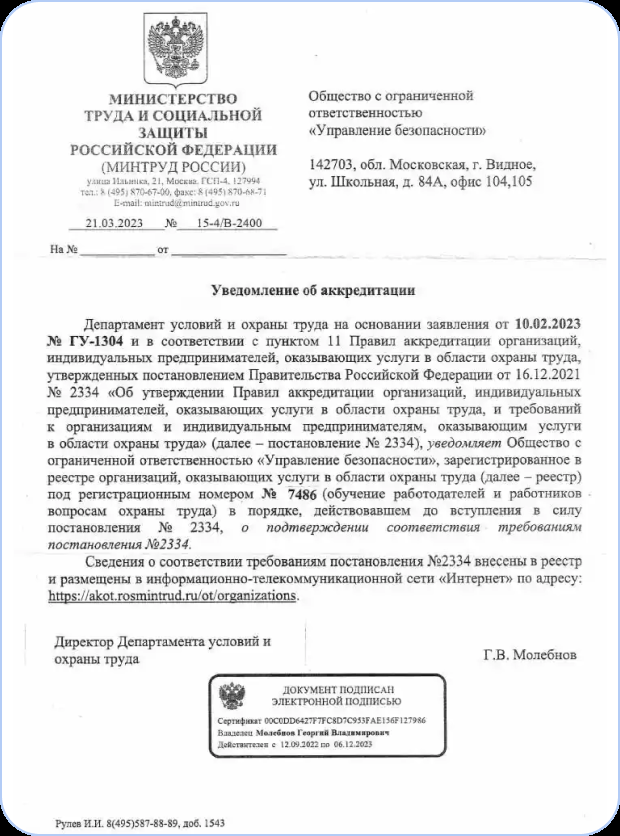 МИНИСТЕРСТВО
ТРУДА И СОЦИАЛЬНОЙ
ЗАЩИТЫ
РОССИЙСКОЙ ФЕДЕРАЦИИ
(МИНТРУД РОССИИ)
улица Ильинка, 21, Москва, ГСП-4, 127994
тел.: 8 (495) 870-67-00, факс: 8 (495) 870-68-71
E-mail: mintrud@mintrud.gov.ru
21.03.2023 № 15-4/В-2400
На № от
Общество с ограниченной
ответственностью
«Управление безопасности»
142703, обл. Московская, г. Видное,
ул. Школьная, д. 84А, офис 104,105
Уведомление об аккредитации
Департамент условий и охраны труда на основании заявления от 10.02.2023
№ ГУ-1304 и в соответствии с пунктом 11 Правил аккредитации организаций,
индивидуальных предпринимателей, оказывающих услуги в области охраны труда,
утвержденных постановлением Правительства Российской Федерации от 16.12.2021
№ 2334 «Об утверждении Правил аккредитации организаций, индивидуальных
предпринимателей, оказывающих услуги в области охраны труда, и требований
к организациям и индивидуальным предпринимателям, оказывающим услуги
в области охраны труда» (далее – постановление № 2334), уведомляет Общество с
ограниченной ответственностью «Управление безопасности», зарегистрированное в
реестре организаций, оказывающих услуги в области охраны труда (далее – реестр)
под регистрационным номером № 7486 (обучение работодателей и работников
вопросам охраны труда) в порядке, действовавшем до вступления в силу
постановления № 2334, о подтверждении соответствия требованиям
постановления №2334.
Сведения о соответствии требованиям постановления №2334 внесены в реестр
и размещены в информационно-телекоммуникационной сети «Интернет» по адресу:
https://akot.rosmintrud.ru/ot/organizations.
Директор Департамента условий и
охраны труда
Г.В. Молебнов
ДОКУМЕНТ ПОДПИСАН
ЭЛЕКТРОННОЙ ПОДПИСЬЮ
Сертификат 00C0DD6427F7FC8D7C953FAE156F127986
Владелец Молебнов Георгий Владимирович
Действителен с 12.09.2022 по 06.12.2023
Рулев И.И. 8(495)587-88-89, доб. 1543